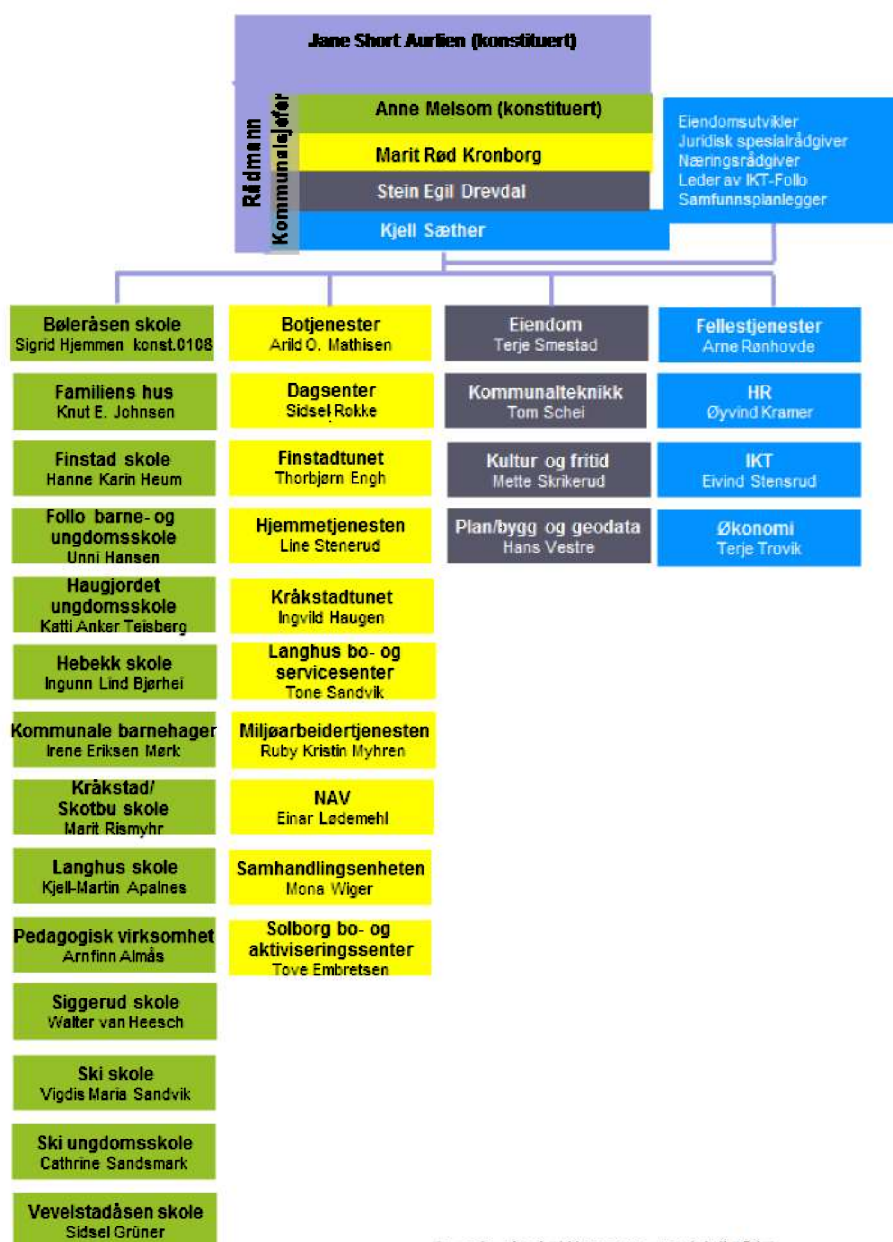 Jane Short Aurlien (konstituert)
Rådmann
Kommunalsjefer
Anne Melsom (konstituert)
Marit Rød Kronborg
Stein Egil Drevdal
Kjell Sæther
Eiendomsutvikler
Juridisk spesialrådgiver
Næringsrådgiver
Leder av IKT-Follo
Samfunnsplanlegger
Bøleråsen skole
Sigrid Hjemmen konst.0108
Familiens hus
Knut E. Johnsen
Finstad skole
Hanne Karin Heum
Follo barne- og
ungdomsskole
Unni Hansen
Haugjordet
ungdomsskole
Katti Anker Teisberg
Hebekk skole
Ingunn Lind Bjørhei
Kommunale barnehager
Irene Eriksen Mørk
Kråkstad/
Skotbu skole
Marit Rismyhr
Langhus skole
Kjell-Martin Apalnes
Pedagogisk virksomhet
Arnfinn Almås
Siggerud skole
Walter van Heesch
Ski skole
Vigdis Maria Sandvik
Ski ungdomsskole
Cathrine Sandsmark
Vevelstadåsen skole
Sidsel Grüner
Botjenester
Arild O. Mathisen
Dagsenter
Sidsel Rokke
Finstadtunet
Thorbjørn Engh
Hjemmetjenesten
Line Stenerud
Kråkstadtunet
Ingvild Haugen
Langhus bo- og
servicesenter
Tone Sandvik
Miljøarbeidertjenesten
Ruby Kristin Myhren
NAV
Einar Lødemehl
Samhandlingsenheten
Mona Wiger
Solborg bo- og
aktiviseringssenter
Tove Embretsen
Eiendom
Terje Smestad
Kommunalteknikk
Tom Schei
Kultur og fritid
Mette Skrikerud
Plan/bygg og geodata
Hans Vestre
Fellestjenester
Arne Rønhovde
HR
Øyvind Kramer
IKT
Eivind Stensrud
Økonomi
Terje Trovik